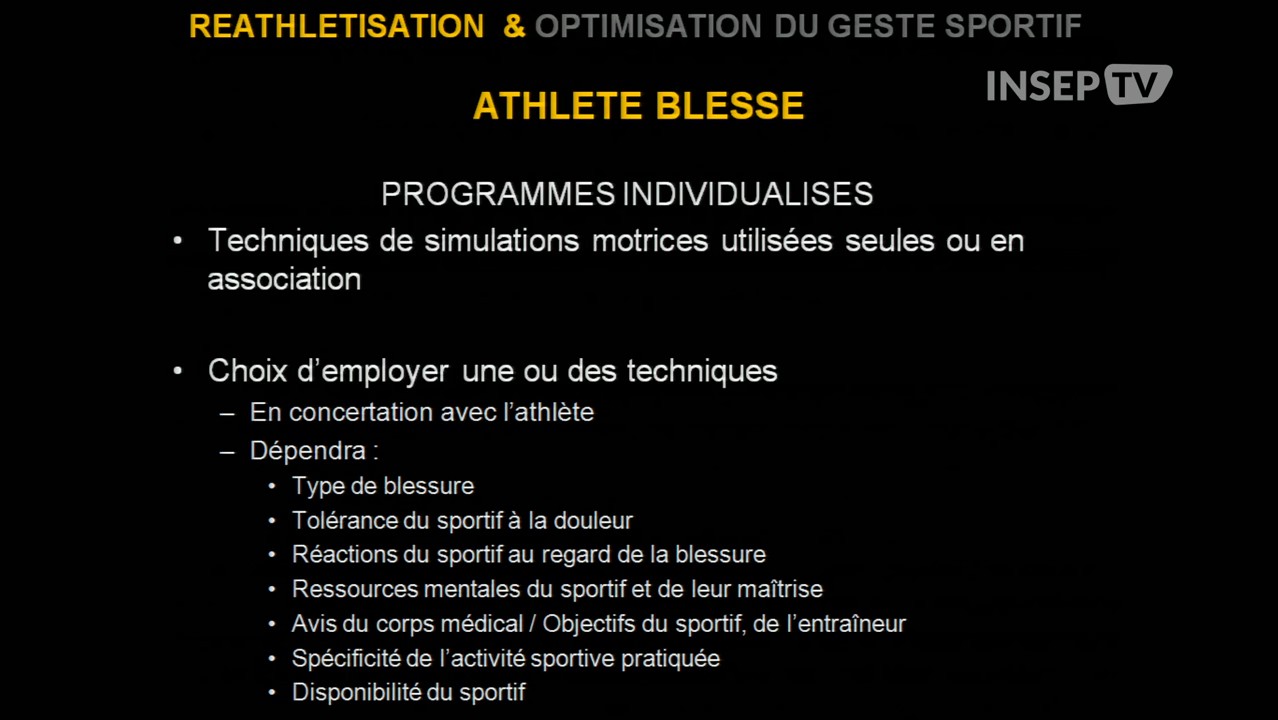 REATHLETISATION & OPTIMISATION DU GESTE SPORTIF
INSEP TV
ATHLETE BLESSE
PROGRAMMES INDIVIDUALISES
• Techniques de simulations motrices utilisées seules ou en
association
• Choix d’employer une ou des techniques
– En concertation avec l’athlète
– Dépendra :
• Type de blessure
• Tolérance du sportif à la douleur
• Réactions du sportif au regard de la blessure
• Ressources mentales du sportif et de leur maîtrise
• Avis du corps médical / Objectifs du sportif, de l’entraîneur
• Spécificité de l’activité sportive pratiquée
• Disponibilité du sportif